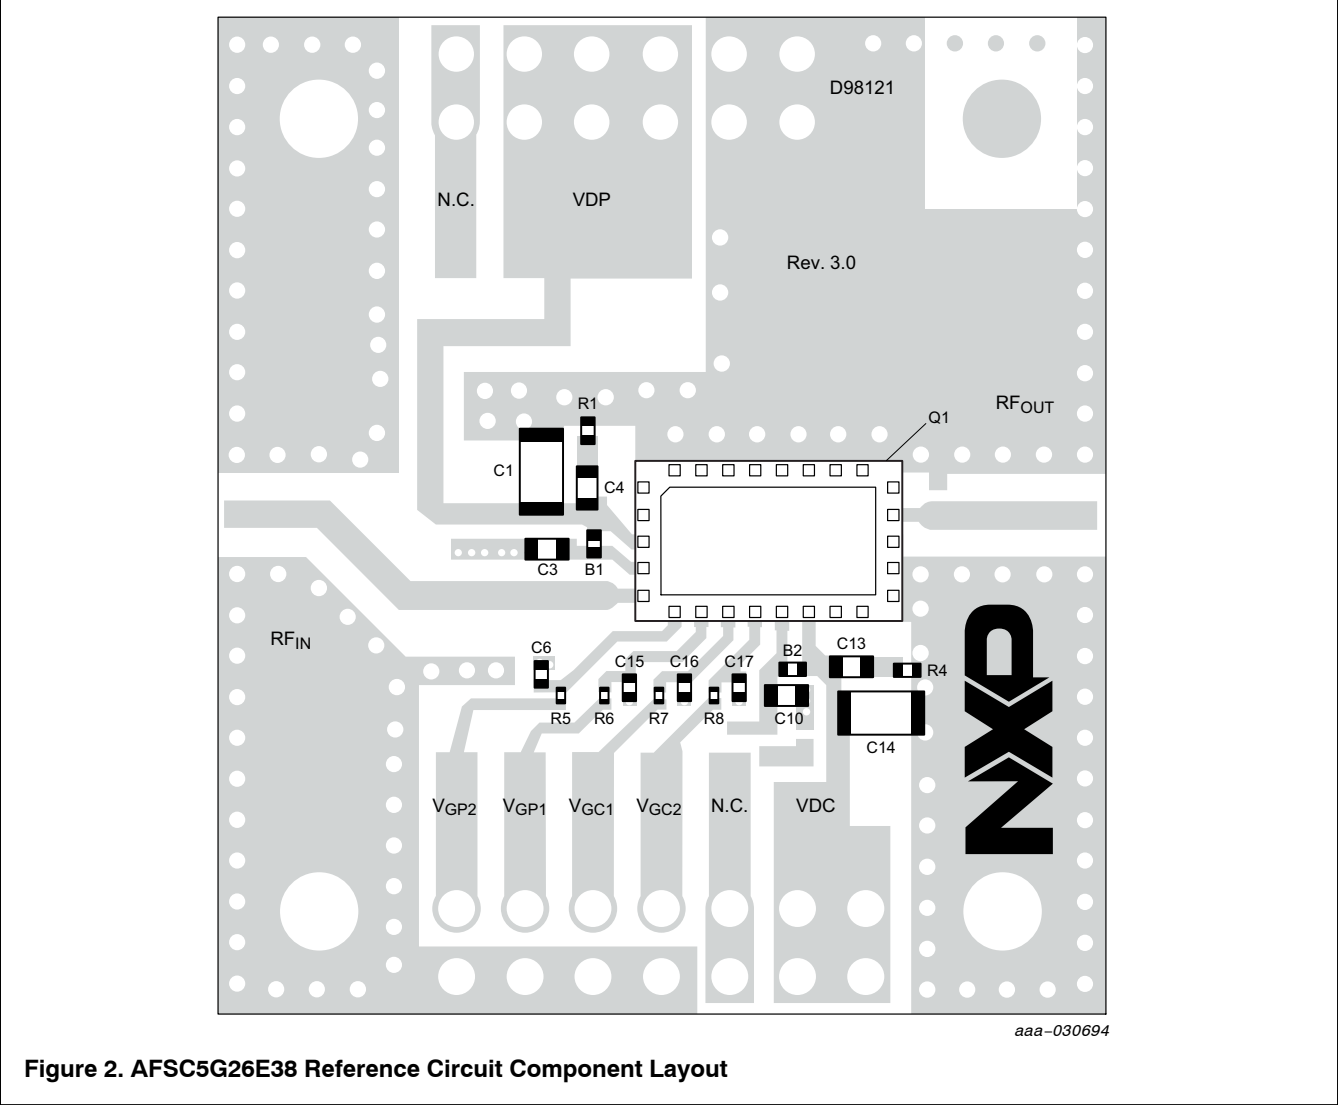 D98121
N.C.
VDP
Rev. 3.0
R1
RFOUT
Q1
C1
C4
C3
B1
RFIN
C6
C15
C16
C17
B2
C13
R4
R5
R6
R7
R8
C10
C14
NXP
VGP2
VGP1
VGC1
VGC2
N.C.
VDC
aaa–030694
Figure 2. AFSC5G26E38 Reference Circuit Component Layout